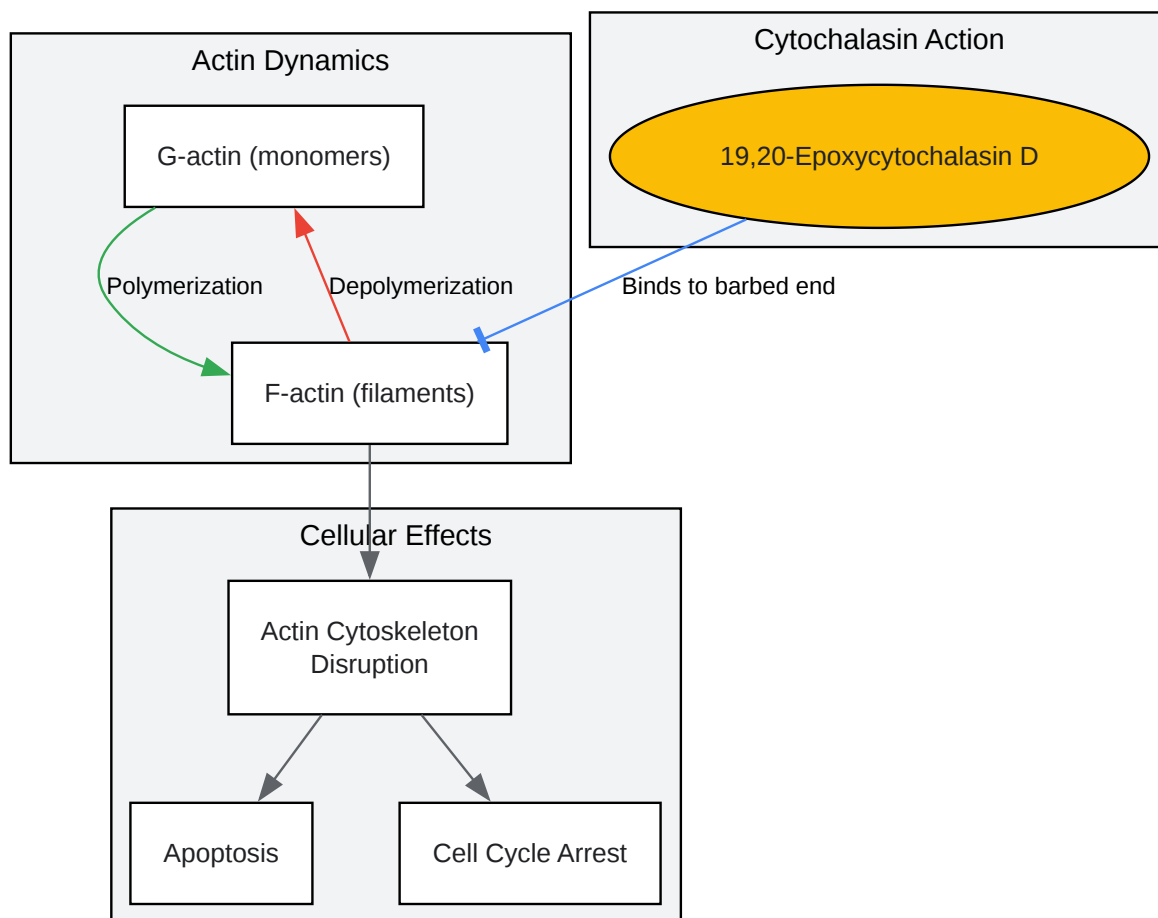 Actin Dynamics
G-actin (monomers)
Polymerization
Depolymerization
F-actin (filaments)
Cytochalasin Action
19,20-Epoxycytochalasin D
Binds to barbed end
Cellular Effects
Actin Cytoskeleton
Disruption
Apoptosis
Cell Cycle Arrest